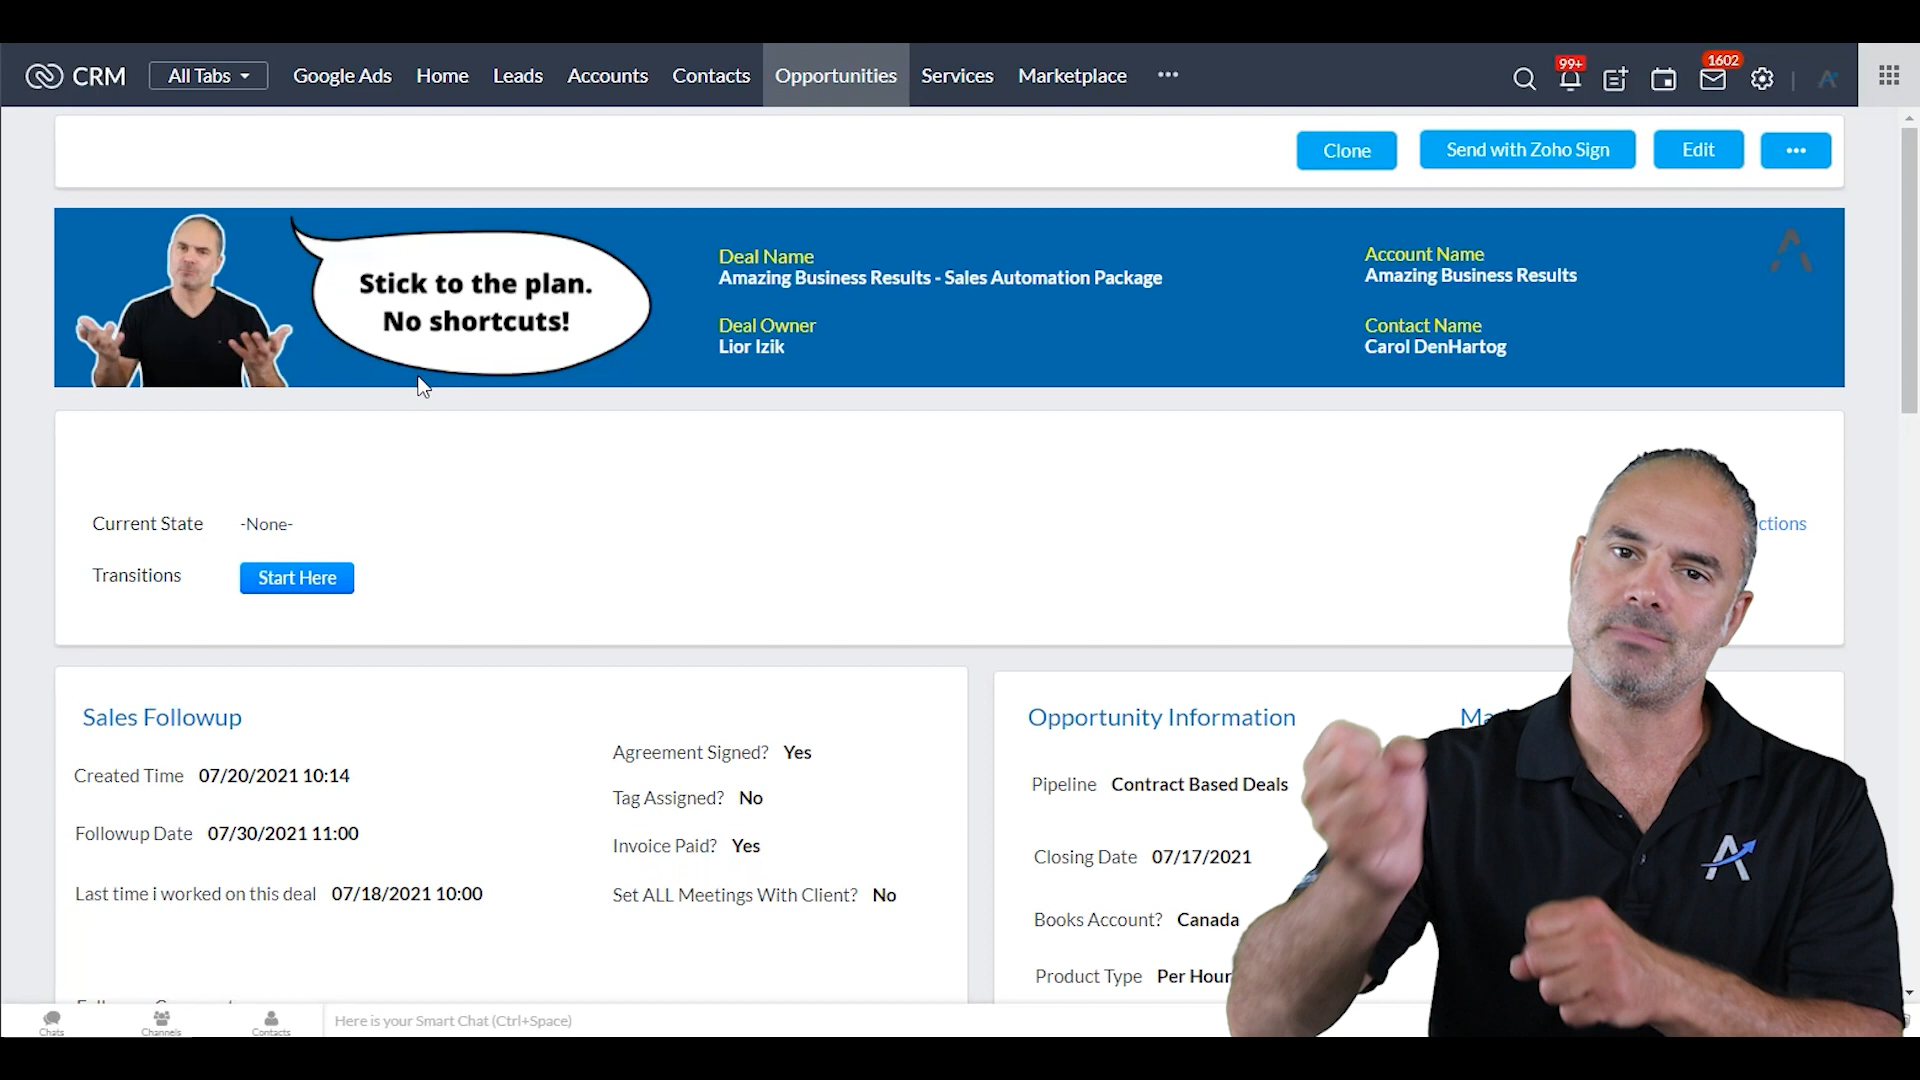 CRM
All Tabs
Google Ads
Home
Leads
Accounts
Contacts
Opportunities
Services
Marketplace
99+
1602
Clone
Send with Zoho Sign
Edit
Stick to the plan.
No shortcuts!
Deal Name
Amazing Business Results - Sales Automation Package
Deal Owner
Lior Izik
Account Name
Amazing Business Results
Contact Name
Carol DenHartog
Current State -None-
ctions
Transitions Start Here
Sales Followup
Created Time 07/20/2021 10:14
Followup Date 07/30/2021 11:00
Last time i worked on this deal 07/18/2021 10:00
Agreement Signed? Yes
Tag Assigned? No
Invoice Paid? Yes
Set ALL Meetings With Client? No
Opportunity Information
Pipeline Contract Based Deals
Closing Date 07/17/2021
Books Account? Canada
Product Type Per Hour
Chats
Channels
Contacts
Here is your Smart Chat (Ctrl+Space)